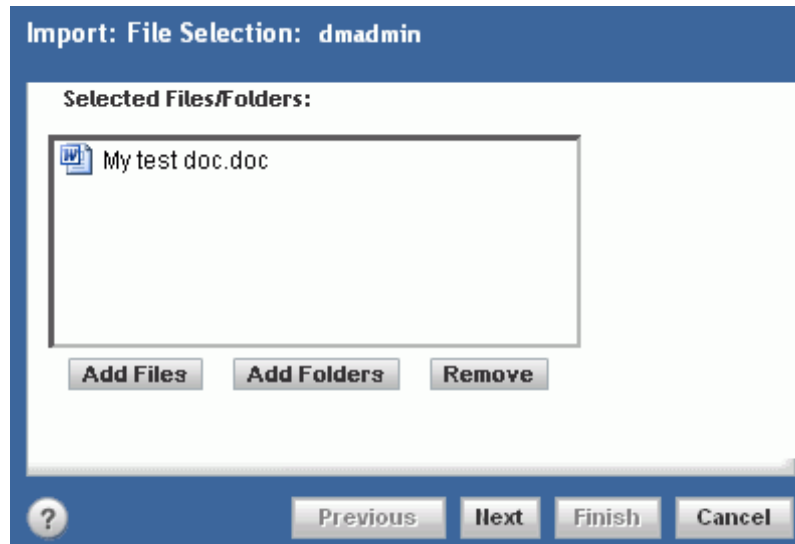 Import: File Selection: dmadmin
Selected Files/Folders:
My test doc.doc
Add Files Add Folders Remove
? Previous Next Finish Cancel